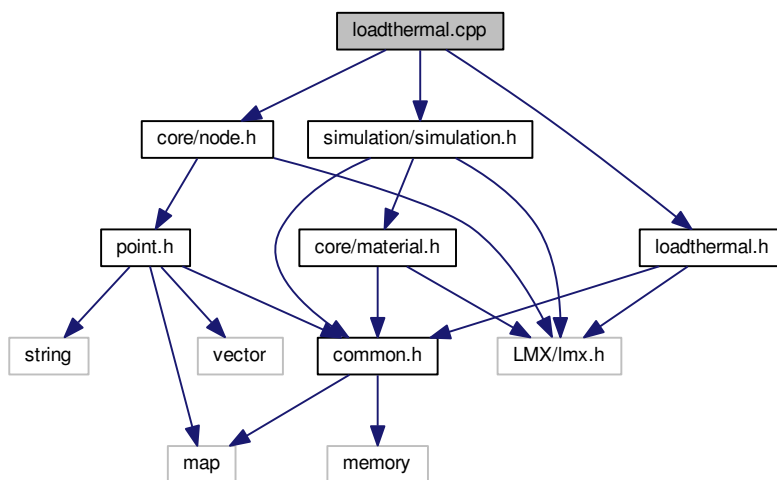 loadthermal.cpp
core/node.h
simulation/simulation.h
point.h
core/material.h
loadthermal.h
string
vector
common.h
LMX/lmx.h
map
memory